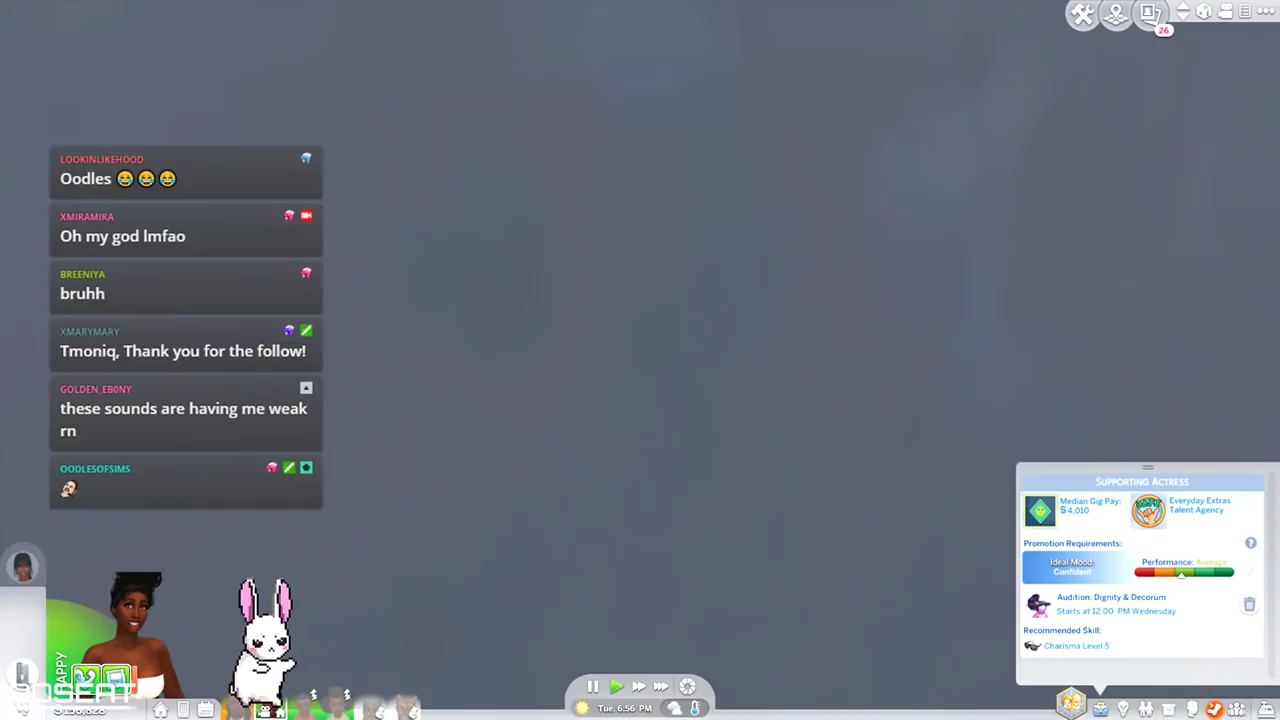 26
LOOKINLIKEHOOD
Oodles 😂 😂 😂
XMIRAMIRA
Oh my god lmfao
BREENIYA
bruhh
XMARYMARY
Tmoniq, Thank you for the follow!
GOLDEN_EB0NY
these sounds are having me weak
rn
OODLESOFSIMS
SUPPORTING ACTRESS
Median Gig Pay:
§4,010
Everyday Extras
Talent Agency
Promotion Requirements:
Ideal Mood:
Confident
Performance: Average
Audition: Dignity & Decorum
Starts at 12:00 PM Wednesday
Recommended Skill:
Charisma Level 5
Tue. 6:56 PM